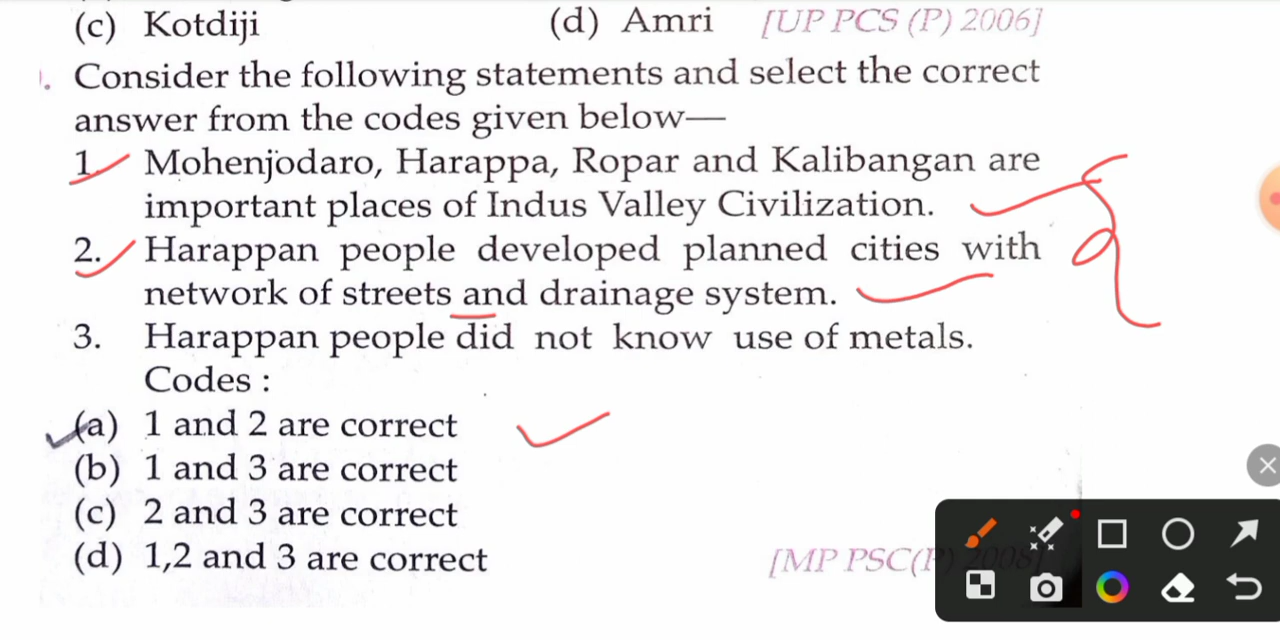 (c) Kotdiji (d) Amri [UP PCS (P) 2006]
. Consider the following statements and select the correct
answer from the codes given below—
1. Mohenjodaro, Harappa, Ropar and Kalibangan are
important places of Indus Valley Civilization.
2. Harappan people developed planned cities with
network of streets and drainage system.
3. Harappan people did not know use of metals.
Codes :
(a) 1 and 2 are correct
(b) 1 and 3 are correct
(c) 2 and 3 are correct
(d) 1,2 and 3 are correct
[MP PSC(P) 2008]